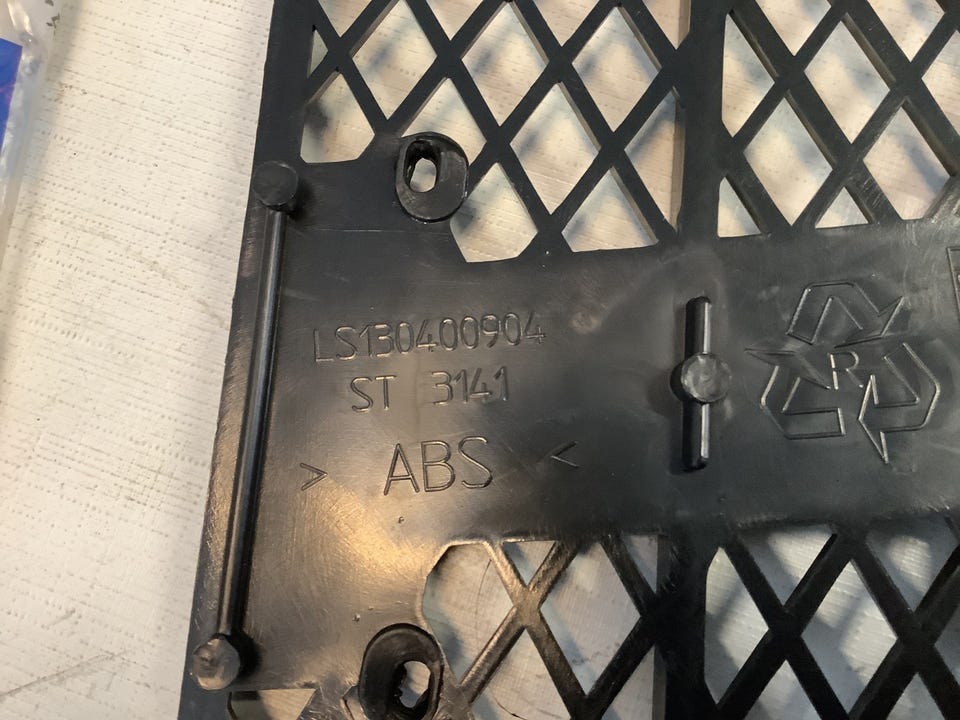 LS130400904
ST 3141
> ABS <
R